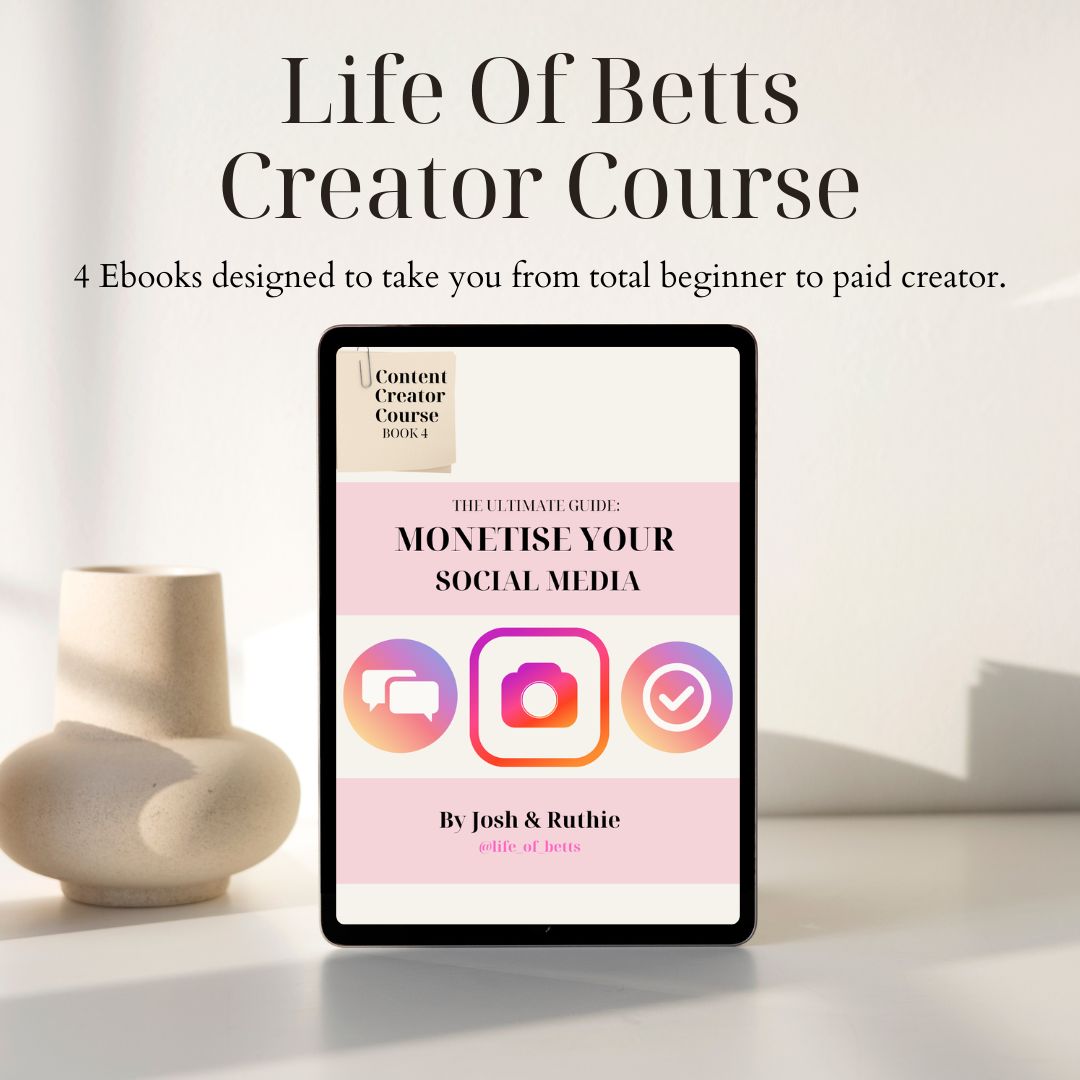 Life Of Betts
Creator Course
4 Ebooks designed to take you from total beginner to paid creator.
Content
Creator
Course
BOOK 4
THE ULTIMATE GUIDE:
MONETISE YOUR
SOCIAL MEDIA
By Josh & Ruthie
@life_of_betts